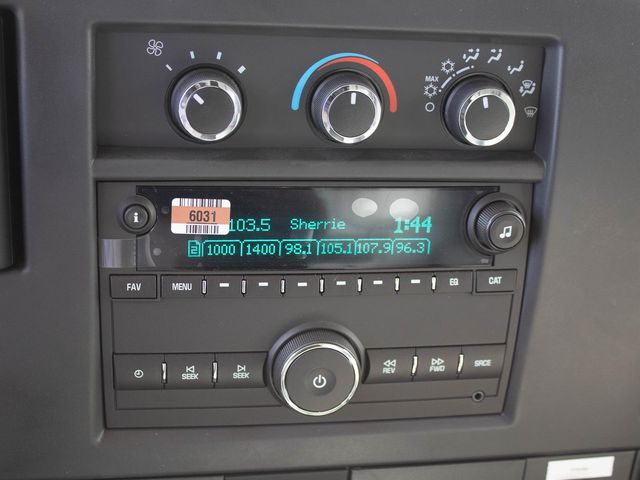 MAX
6031
103.5 Sherrie 1:44
2 1000 1400 98.1 105.1 107.9 96.3
i
FAV MENU EQ CAT
SEEK SEEK REV FWD SRCE